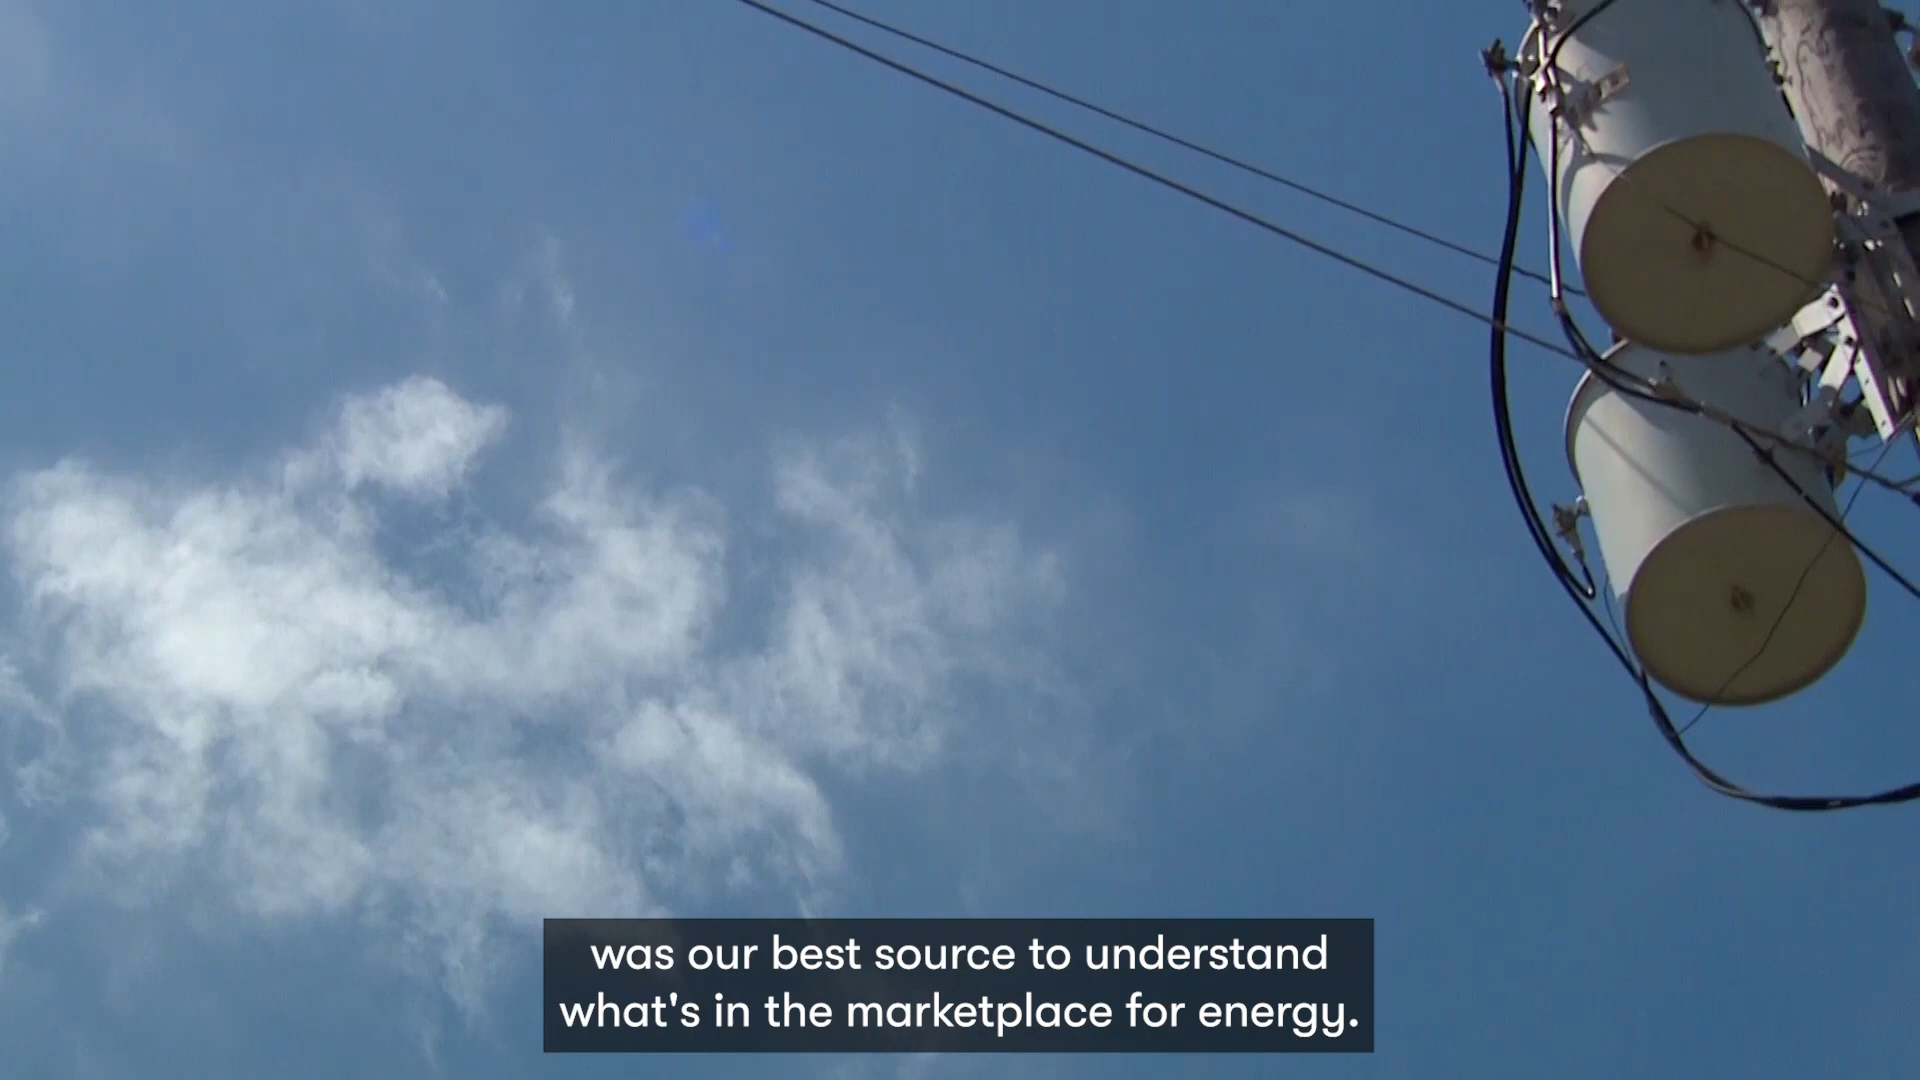 was our best source to understand
what's in the marketplace for energy.